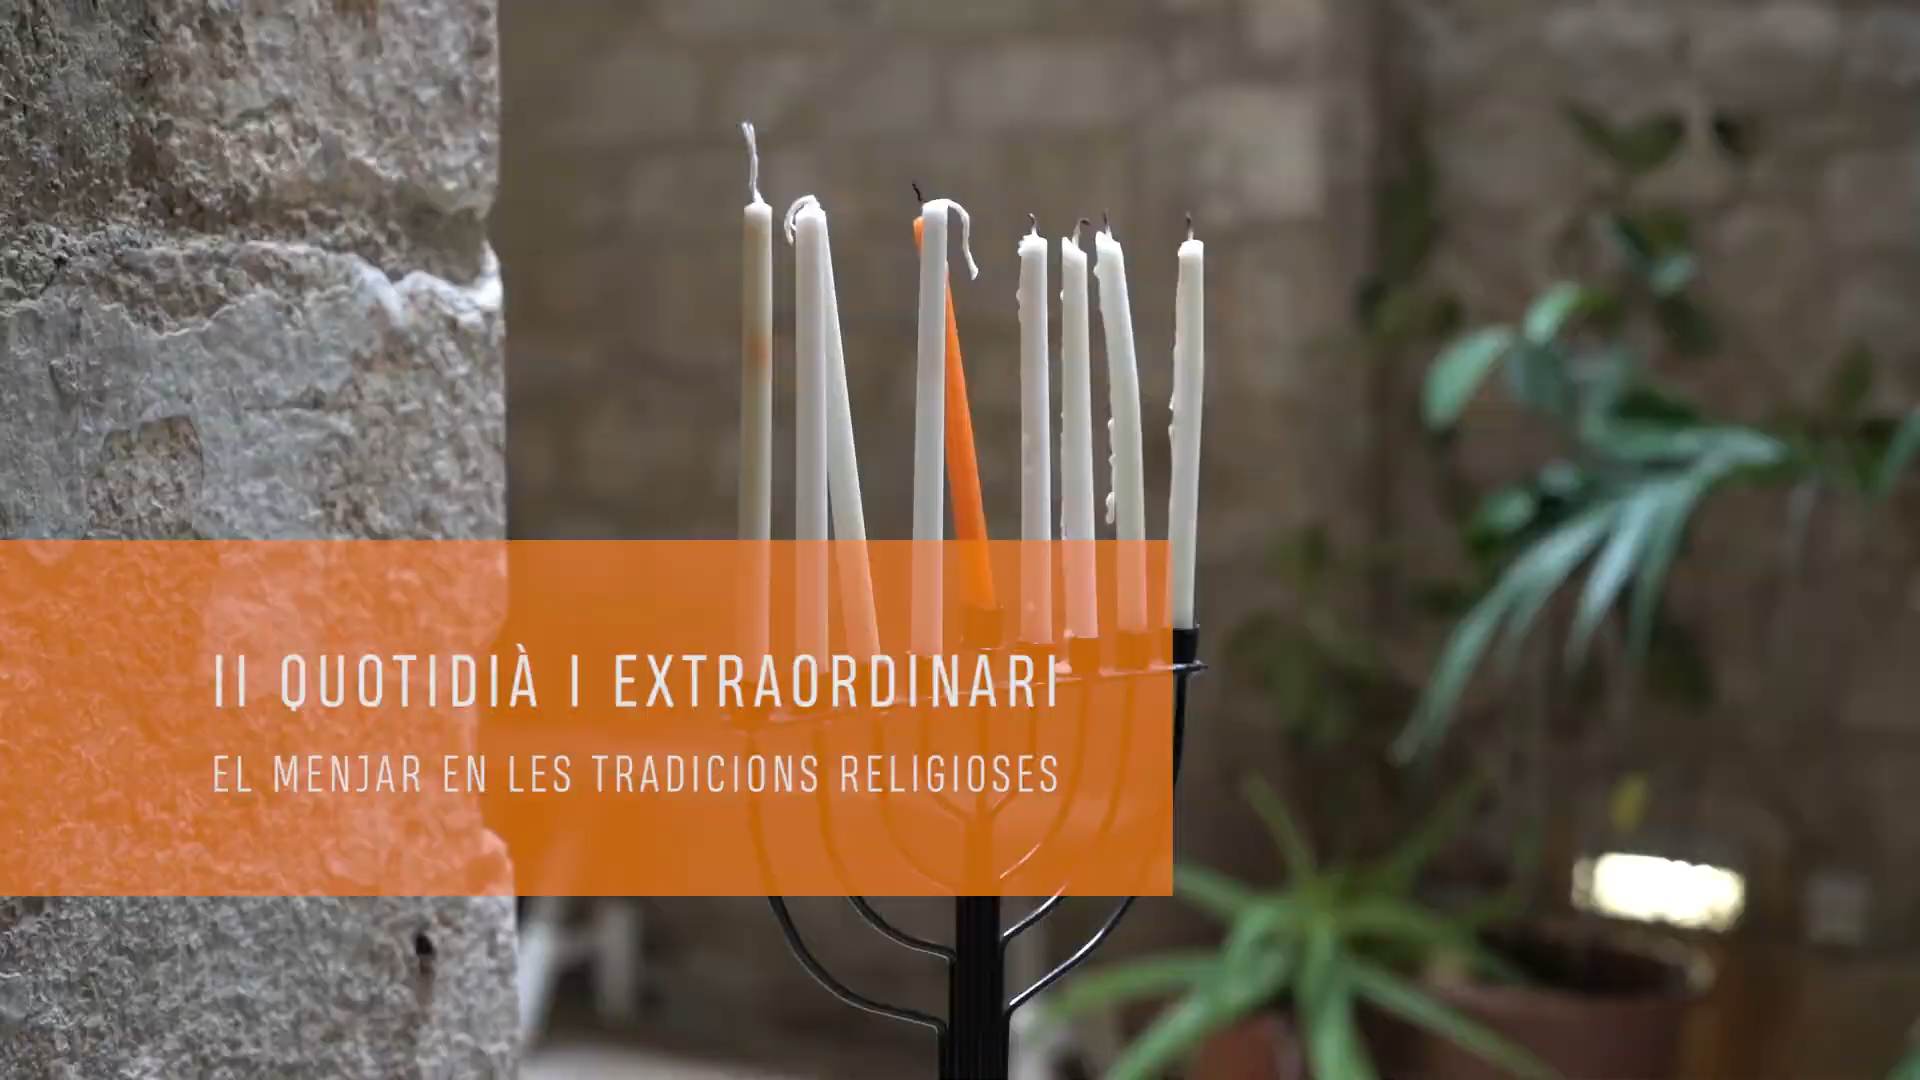 II QUOTIDIÀ I EXTRAORDINARI
EL MENJAR EN LES TRADICIONS RELIGIOSES